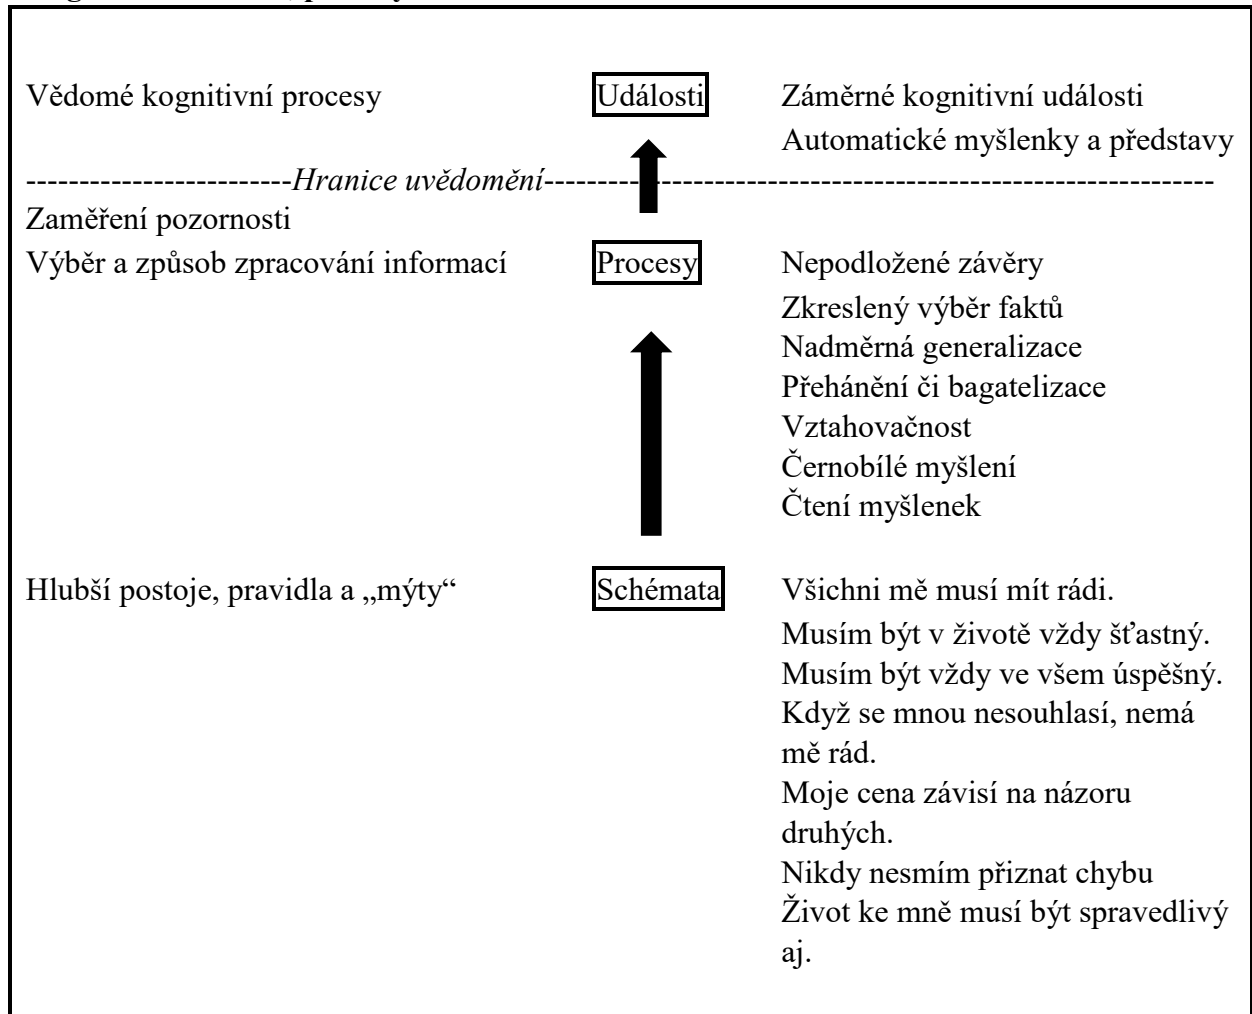 Vědomé kognitivní procesy Události Záměrné kognitivní události
Automatické myšlenky a představy
-------------------------Hranice uvědomění---------------------------------------------------------------
Zaměření pozornosti
Výběr a způsob zpracování informací Procesy Nepodložené závěry
Zkreslený výběr faktů
Nadměrná generalizace
Přehánění či bagatelizace
Vztahovačnost
Černobílé myšlení
Čtení myšlenek
Hlubší postoje, pravidla a „mýty“ Schémata Všichni mě musí mít rádi.
Musím být v životě vždy šťastný.
Musím být vždy ve všem úspěšný.
Když se mnou nesouhlasí, nemá
mě rád.
Moje cena závisí na názoru
druhých.
Nikdy nesmím přiznat chybu
Život ke mně musí být spravedlivý
aj.